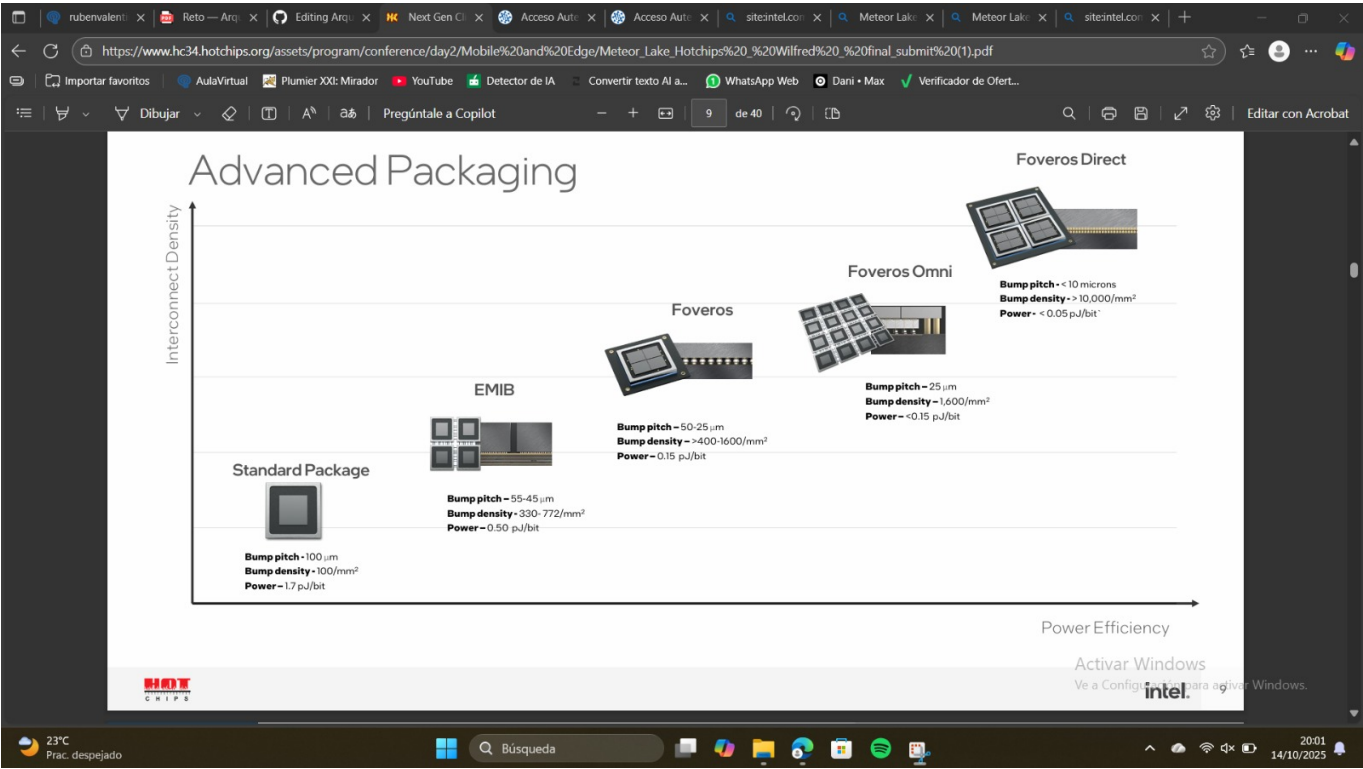 rubenvalent
Reto — Arq
Editing Arqu
Next Gen Cl
Acceso Aute
Acceso Aute
site:intel.con
Meteor Lake
Meteor Lake
site:intel.con
https://www.hc34.hotchips.org/assets/program/conference/day2/Mobile%20and%20Edge/Meteor_Lake_Hotchips%20_%20Wilfred%20_%20final_submit%20(1).pdf
Importar favoritos
AulaVirtual
Plumier XXI: Mirador
YouTube
Detector de IA
Convertir texto AI a...
WhatsApp Web
Dani • Max
Verificador de Ofert...
Dibujar
aあ
Pregúntale a Copilot
9
de 40
Editar con Acrobat
Advanced Packaging
Interconnect Density
Foveros Direct
Bump pitch - < 10 microns
Bump density - > 10,000/mm²
Power - < 0.05 pJ/bit`
Foveros Omni
Bump pitch – 25 µm
Bump density – 1,600/mm²
Power – <0.15 pJ/bit
Foveros
Bump pitch – 50-25 µm
Bump density – >400-1600/mm²
Power – 0.15 pJ/bit
EMIB
Bump pitch – 55-45 µm
Bump density - 330- 772/mm²
Power – 0.50 pJ/bit
Standard Package
Bump pitch - 100 µm
Bump density - 100/mm²
Power – 1.7 pJ/bit
Power Efficiency
Activar Windows
Ve a Configuración para activar Windows.
HOT
CHIPS
intel.
9
23°C
Prac. despejado
Búsqueda
20:01
14/10/2025